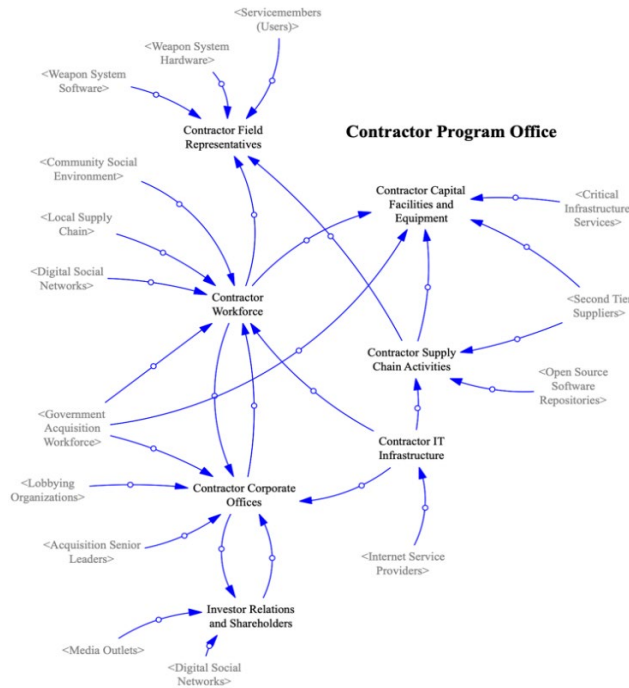 <Servicemembers
(Users)>
<Weapon System
Hardware>
<Weapon System
Software>
Contractor Field
Representatives
Contractor Program Office
<Community Social
Environment>
Contractor Capital
Facilities and
Equipment
<Critical
Infrastructure
Services>
<Local Supply
Chain>
<Digital Social
Networks>
Contractor
Workforce
<Second Tier
Suppliers>
Contractor Supply
Chain Activities
<Open Source
Software
Repositories>
<Government
Acquisition
Workforce>
Contractor IT
Infrastructure
<Lobbying
Organizations>
Contractor Corporate
Offices
<Acquisition Senior
Leaders>
<Internet Service
Providers>
Investor Relations
and Shareholders
<Media Outlets>
<Digital Social
Networks>